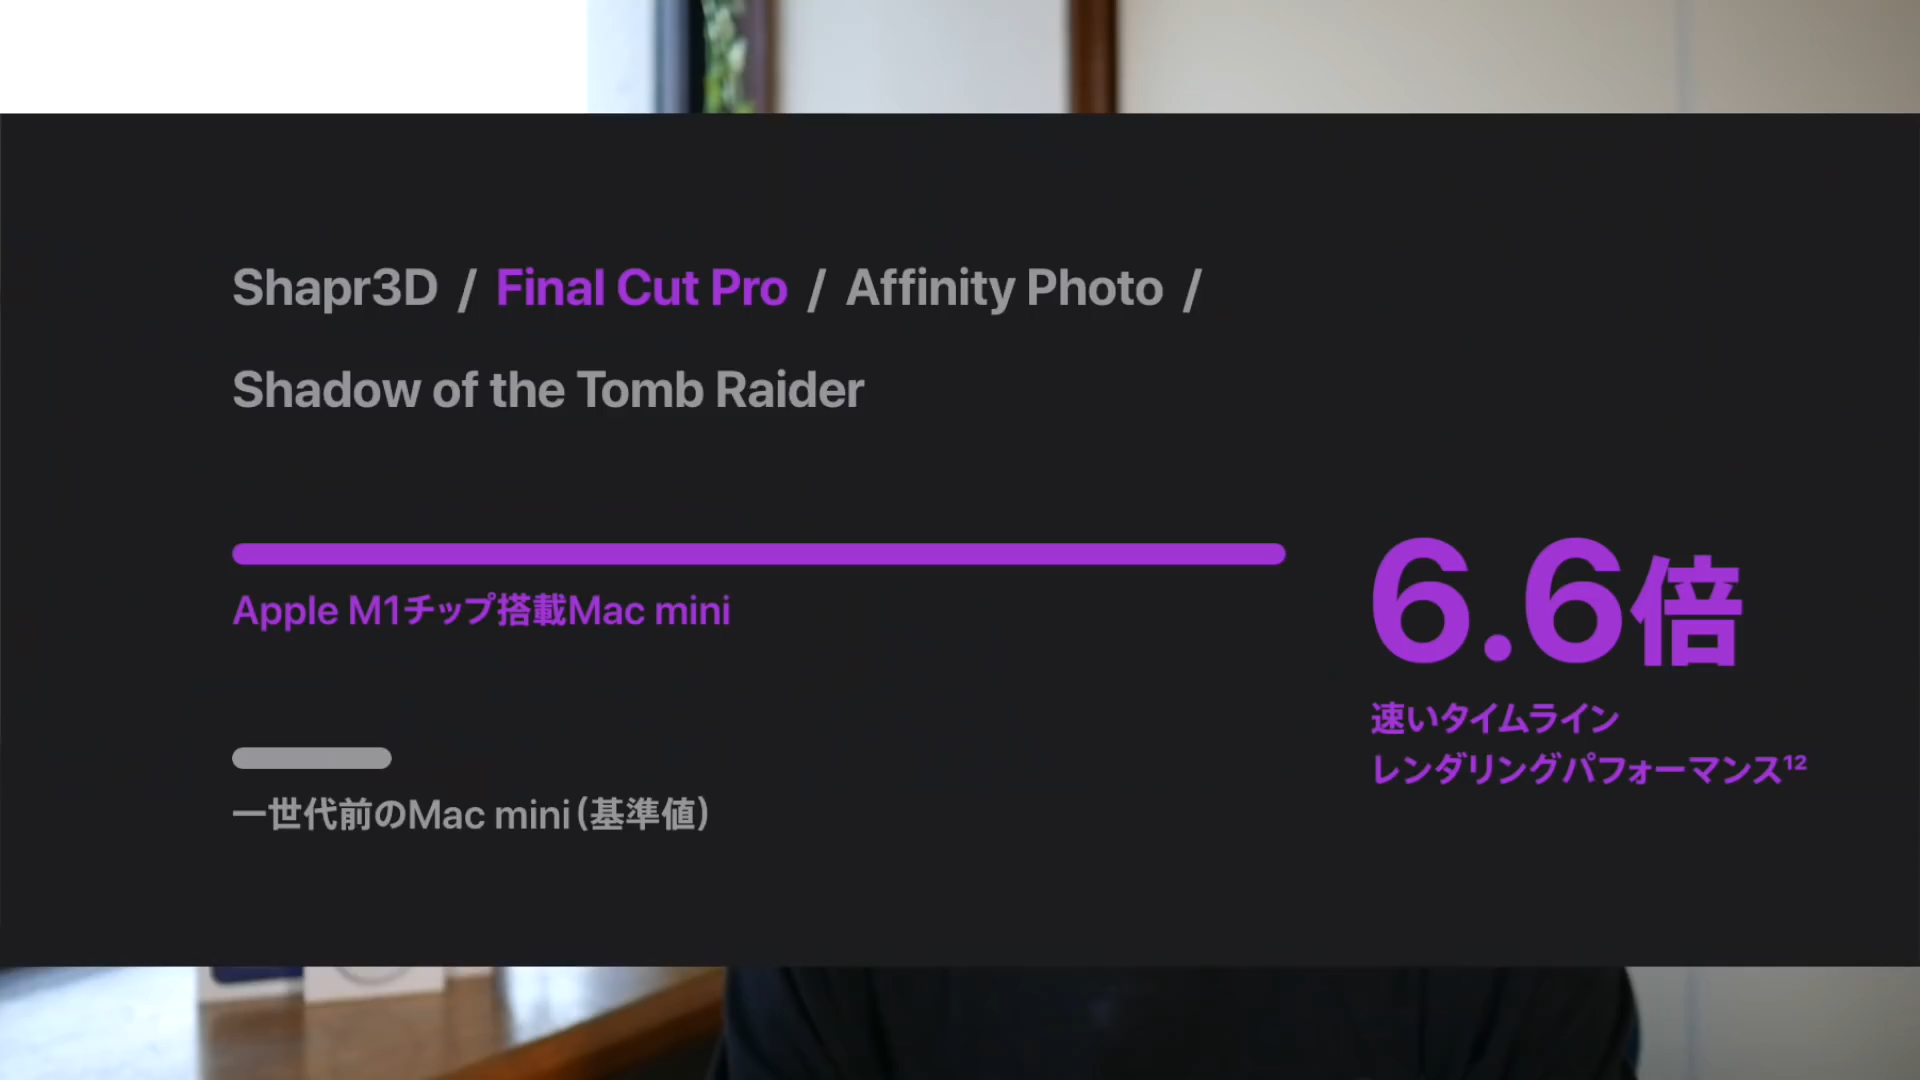 Shapr3D / Final Cut Pro / Affinity Photo /
Shadow of the Tomb Raider
Apple M1チップ搭載Mac mini
6.6倍
速いタイムライン
レンダリングパフォーマンス¹²
一世代前のMac mini(基準値)